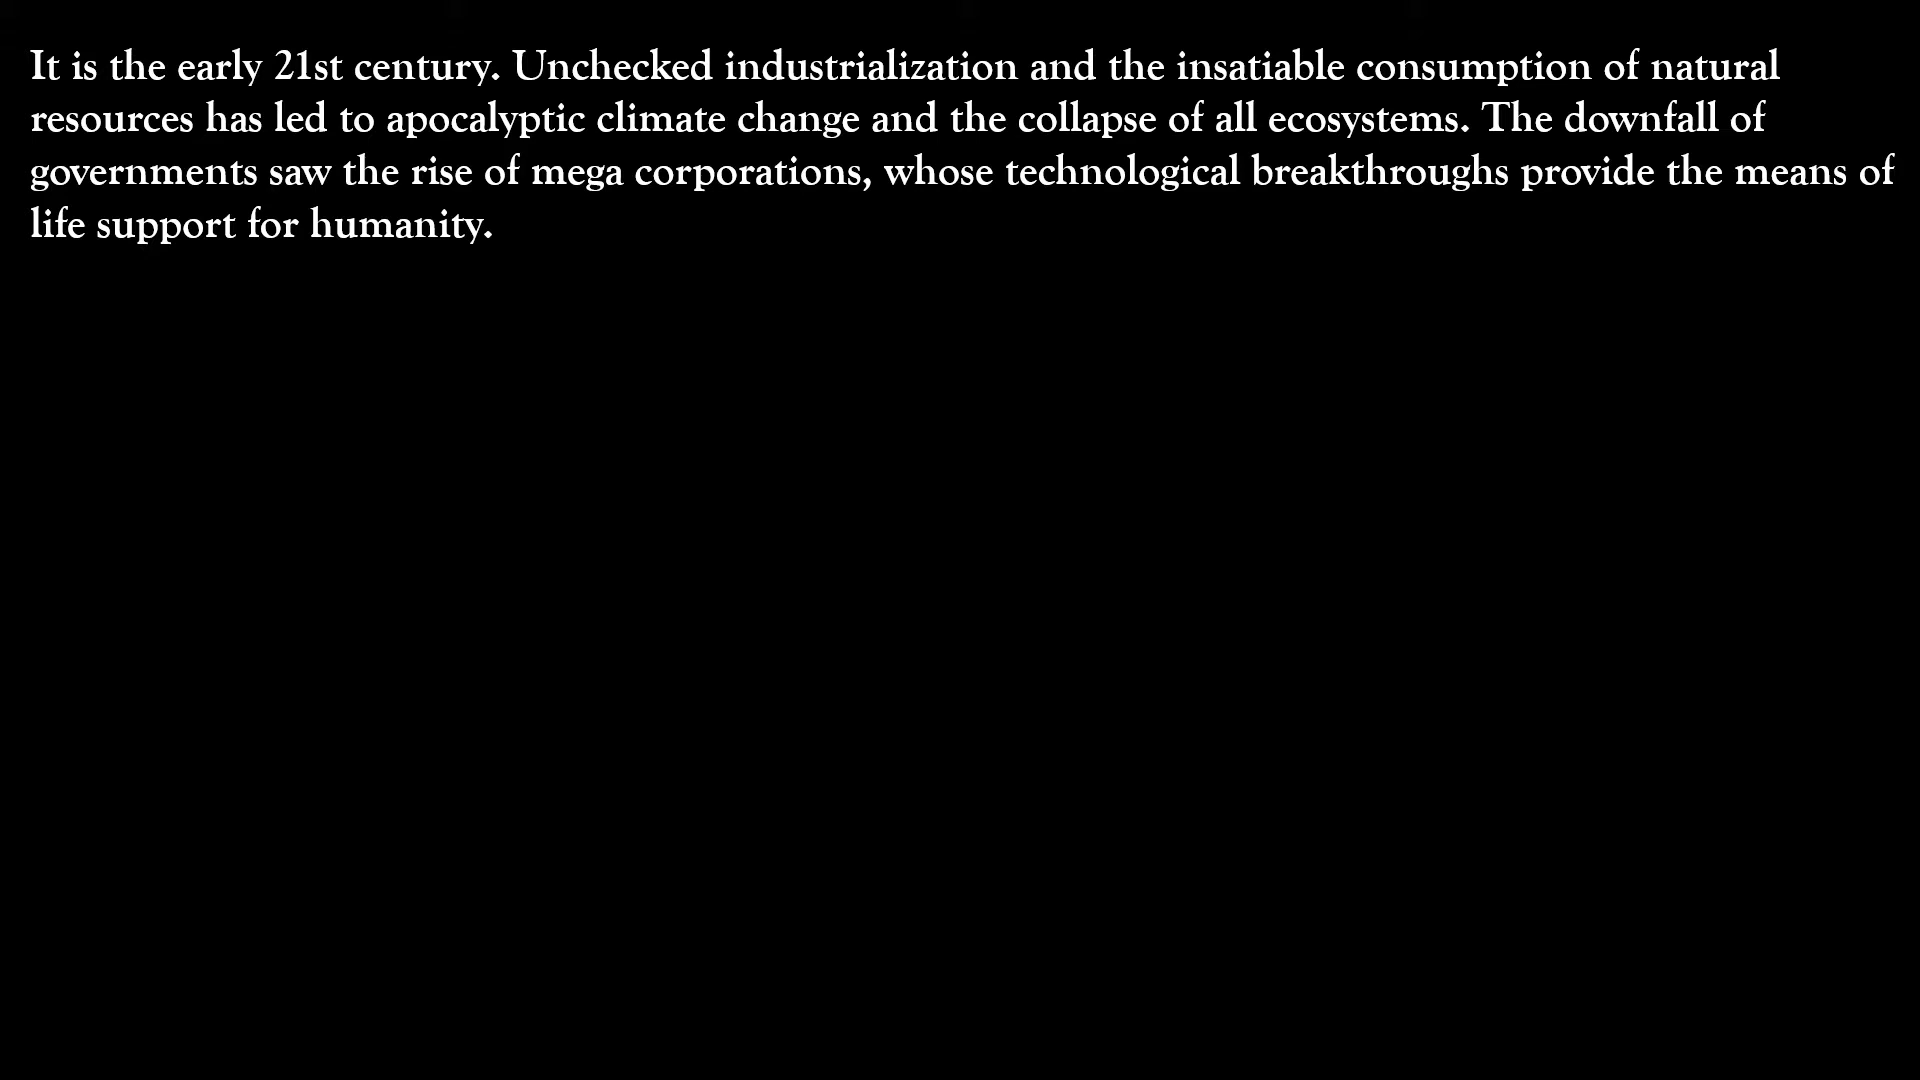 It is the early 21st century. Unchecked industrialization and the insatiable consumption of natural
resources has led to apocalyptic climate change and the collapse of all ecosystems. The downfall of
governments saw the rise of mega corporations, whose technological breakthroughs provide the means of
life support for humanity.